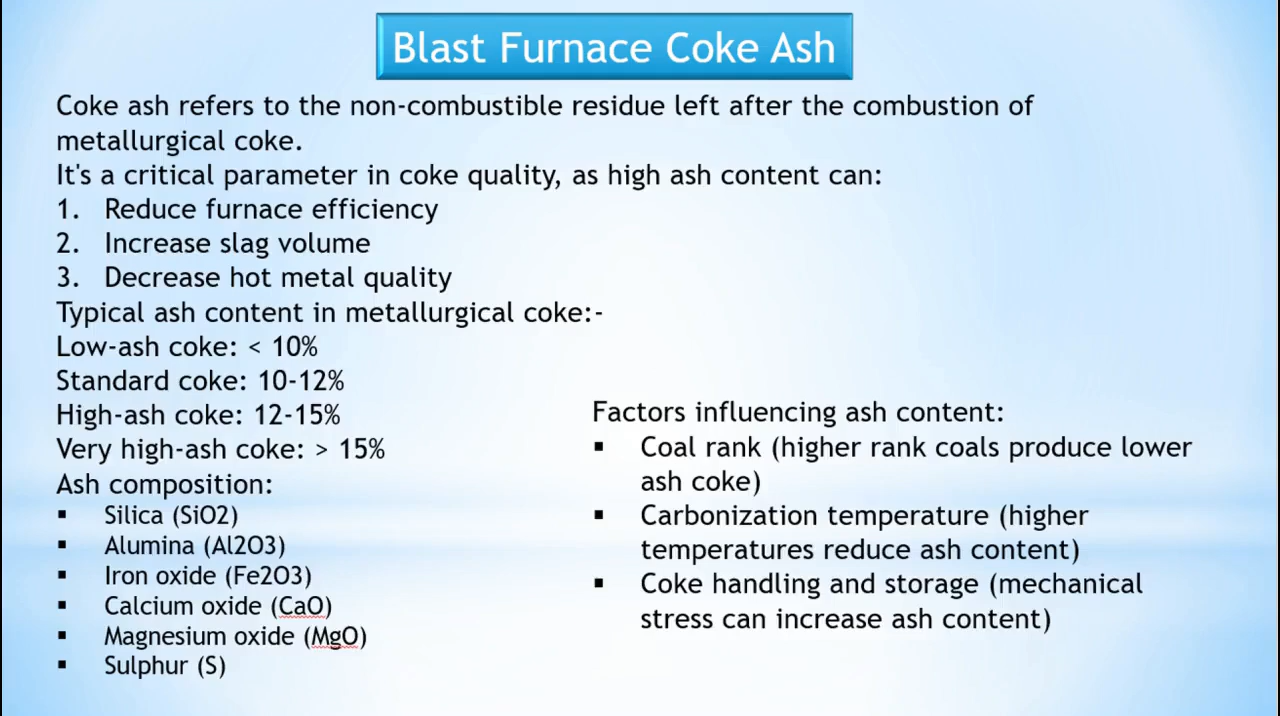 Blast Furnace Coke Ash
Coke ash refers to the non-combustible residue left after the combustion of
metallurgical coke.
It's a critical parameter in coke quality, as high ash content can:
1. Reduce furnace efficiency
2. Increase slag volume
3. Decrease hot metal quality
Typical ash content in metallurgical coke:-
Low-ash coke: < 10%
Standard coke: 10-12%
High-ash coke: 12-15%
Very high-ash coke: > 15%
Ash composition:
▪ Silica (SiO2)
▪ Alumina (Al2O3)
▪ Iron oxide (Fe2O3)
▪ Calcium oxide (CaO)
▪ Magnesium oxide (MgO)
▪ Sulphur (S)
Factors influencing ash content:
▪ Coal rank (higher rank coals produce lower
ash coke)
▪ Carbonization temperature (higher
temperatures reduce ash content)
▪ Coke handling and storage (mechanical
stress can increase ash content)